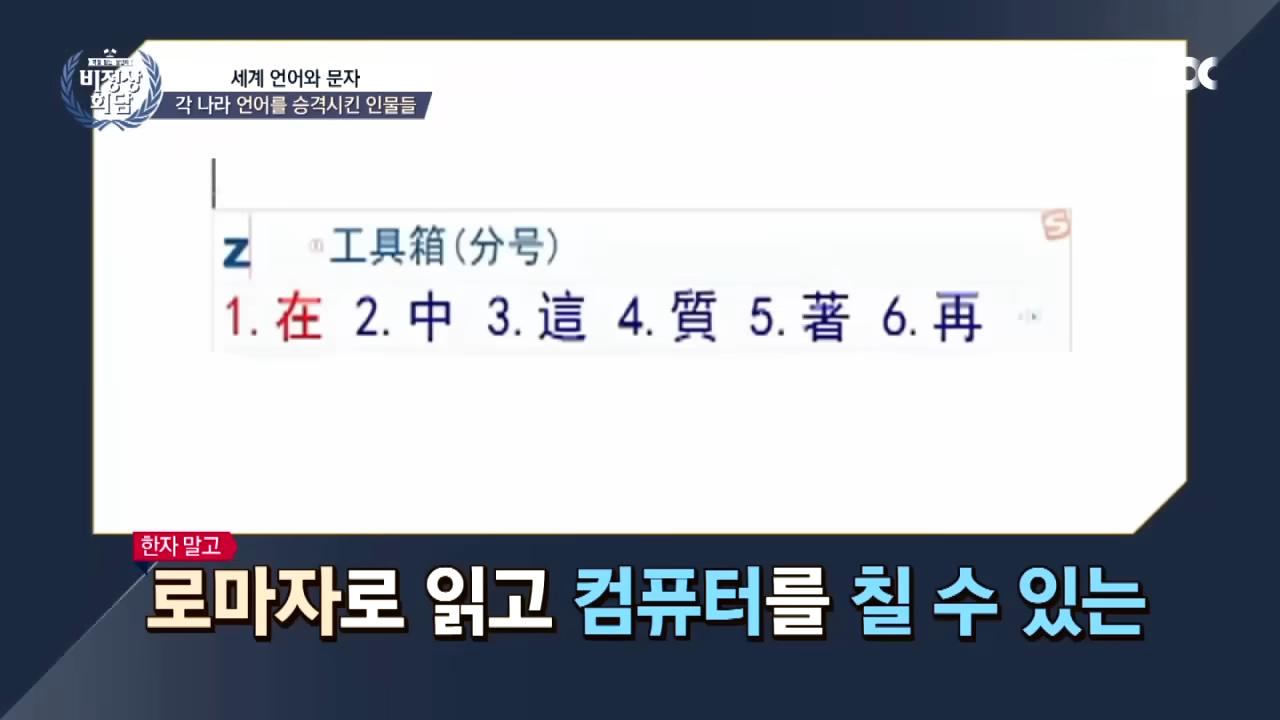 비정상
회담
세계 언어와 문자
각 나라 언어를 승격시킨 인물들
z
工具箱(分号)
S
1.在 2.中 3.這 4.質 5.著 6.再
한자 말고
로마자로 읽고 컴퓨터를 칠 수 있는